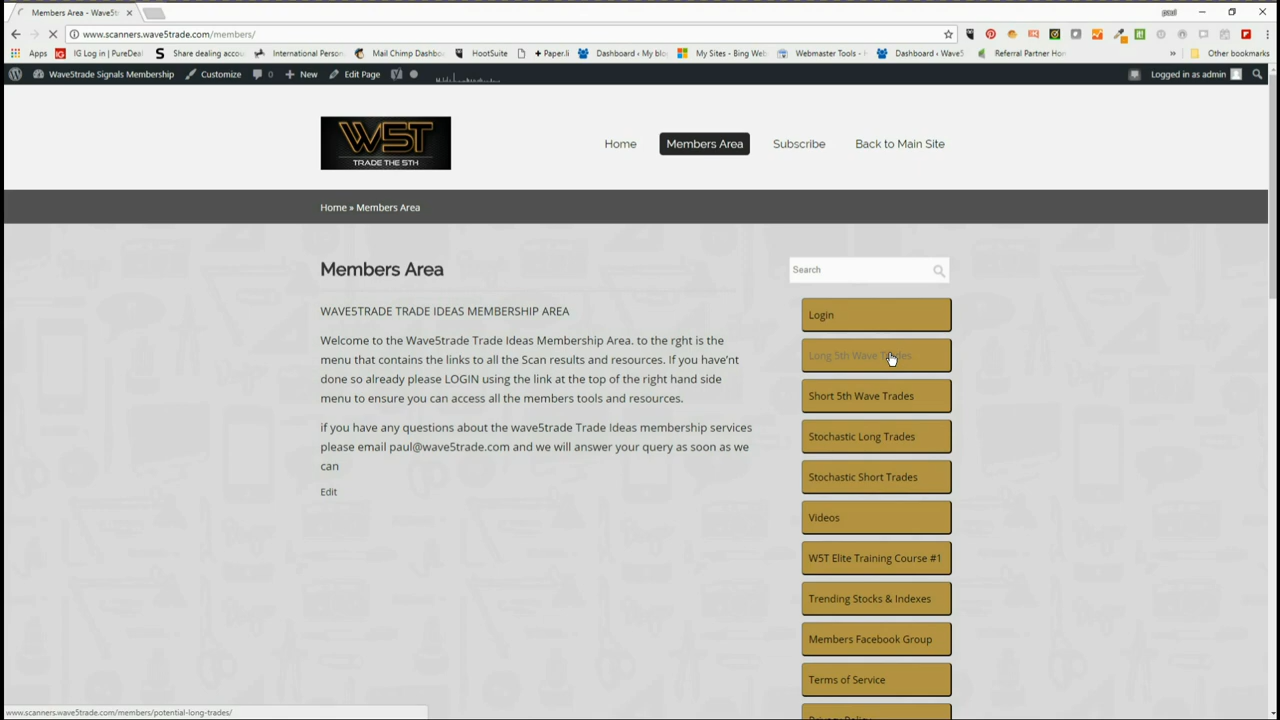 Members Area - Wave5t
paul
www.scanners.wave5trade.com/members/
Apps IG Log in | PureDeal Share dealing accou International Person Mail Chimp Dashbo HootSuite + Paper.li Dashboard ‹ My blo My Sites - Bing Web Webmaster Tools - Dashboard ‹ Wave5 Referral Partner Hom » Other bookmarks
Wave5trade Signals Membership Customize 0 New Edit Page Logged in as admin
W5T
TRADE THE 5TH
Home Members Area Subscribe Back to Main Site
Home » Members Area
Members Area
Search
WAVE5TRADE TRADE IDEAS MEMBERSHIP AREA
Welcome to the Wave5trade Trade Ideas Membership Area. to the rght is the
menu that contains the links to all the Scan results and resources. If you have'nt
done so already please LOGIN using the link at the top of the right hand side
menu to ensure you can access all the members tools and resources.
if you have any questions about the wave5trade Trade Ideas membership services
please email paul@wave5trade.com and we will answer your query as soon as we
can
Edit
Login
Long 5th Wave Trades
Short 5th Wave Trades
Stochastic Long Trades
Stochastic Short Trades
Videos
W5T Elite Training Course #1
Trending Stocks & Indexes
Members Facebook Group
Terms of Service
Privacy Policy
www.scanners.wave5trade.com/members/potential-long-trades/